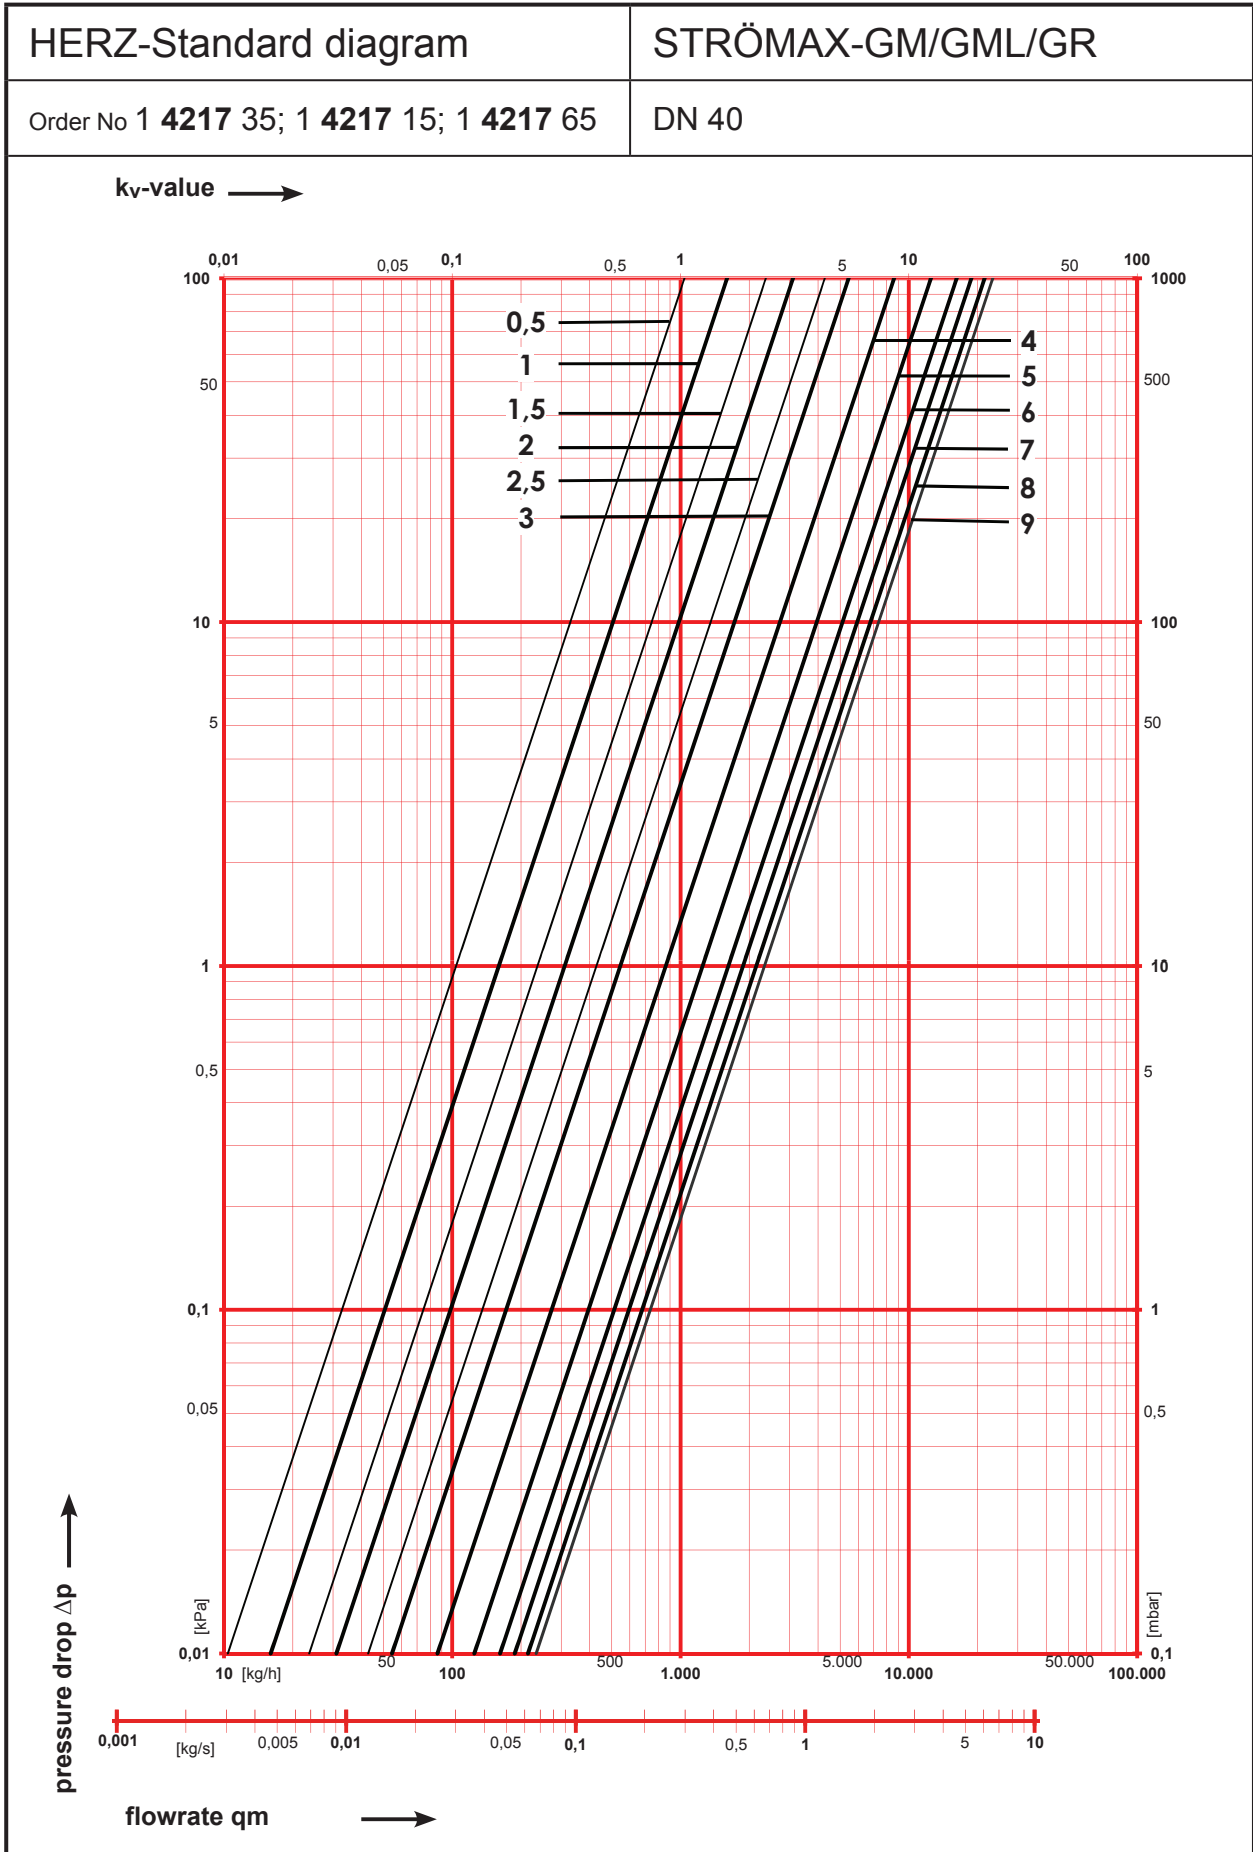 HERZ-Standard diagram
STRÖMAX-GM/GML/GR
Order No 1 4217 35; 1 4217 15; 1 4217 65
DN 40
kv-value
0,01 0,05 0,1 0,5 1 5 10 50 100
100 1000
0,5
1
4
50 500
5
1,5
6
2
7
2,5
8
3
9
10 100
5 50
1 10
0,5 5
0,1 1
0,05 0,5
[kPa] [mbar]
0,01 0,1
10 [kg/h] 50 100 500 1.000 5.000 10.000 50.000 100.000
pressure drop Δp
0,001 [kg/s] 0,005 0,01 0,05 0,1 0,5 1 5 10
flowrate qm